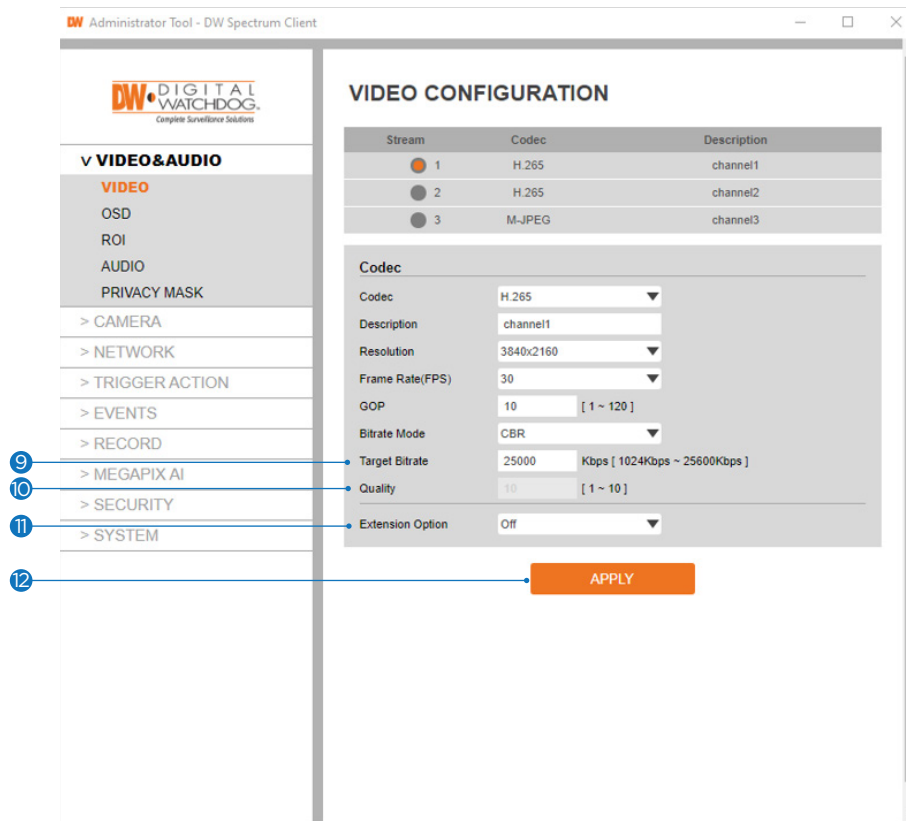 DW Administrator Tool - DW Spectrum Client
DW DIGITAL
WATCHDOG.
Complete Surveillance Solutions
v VIDEO&AUDIO
VIDEO
OSD
ROI
AUDIO
PRIVACY MASK
> CAMERA
> NETWORK
> TRIGGER ACTION
> EVENTS
> RECORD
> MEGAPIX AI
> SECURITY
> SYSTEM
9
10
11
12
VIDEO CONFIGURATION
Stream Codec Description
1 H.265 channel1
2 H.265 channel2
3 M-JPEG channel3
Codec
Codec H.265
Description channel1
Resolution 3840x2160
Frame Rate(FPS) 30
GOP 10 [ 1 ~ 120 ]
Bitrate Mode CBR
Target Bitrate 25000 Kbps [ 1024Kbps ~ 25600Kbps ]
Quality 10 [ 1 ~ 10 ]
Extension Option Off
APPLY